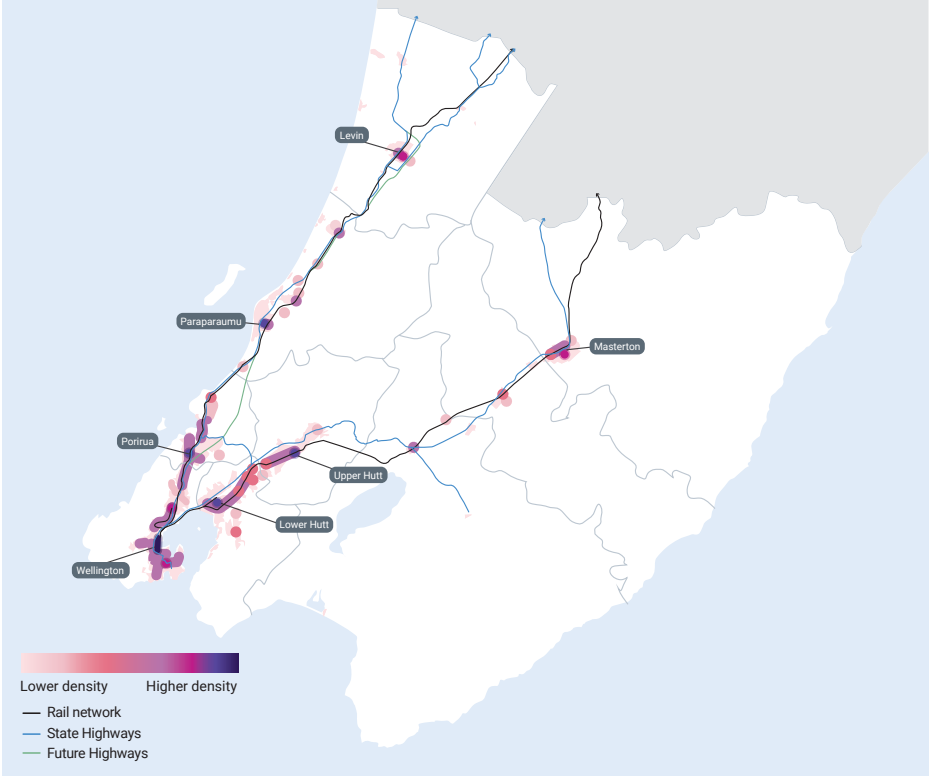 Levin
Paraparaumu
Masterton
Porirua
Upper Hutt
Lower Hutt
Wellington
Lower density Higher density
Rail network
State Highways
Future Highways